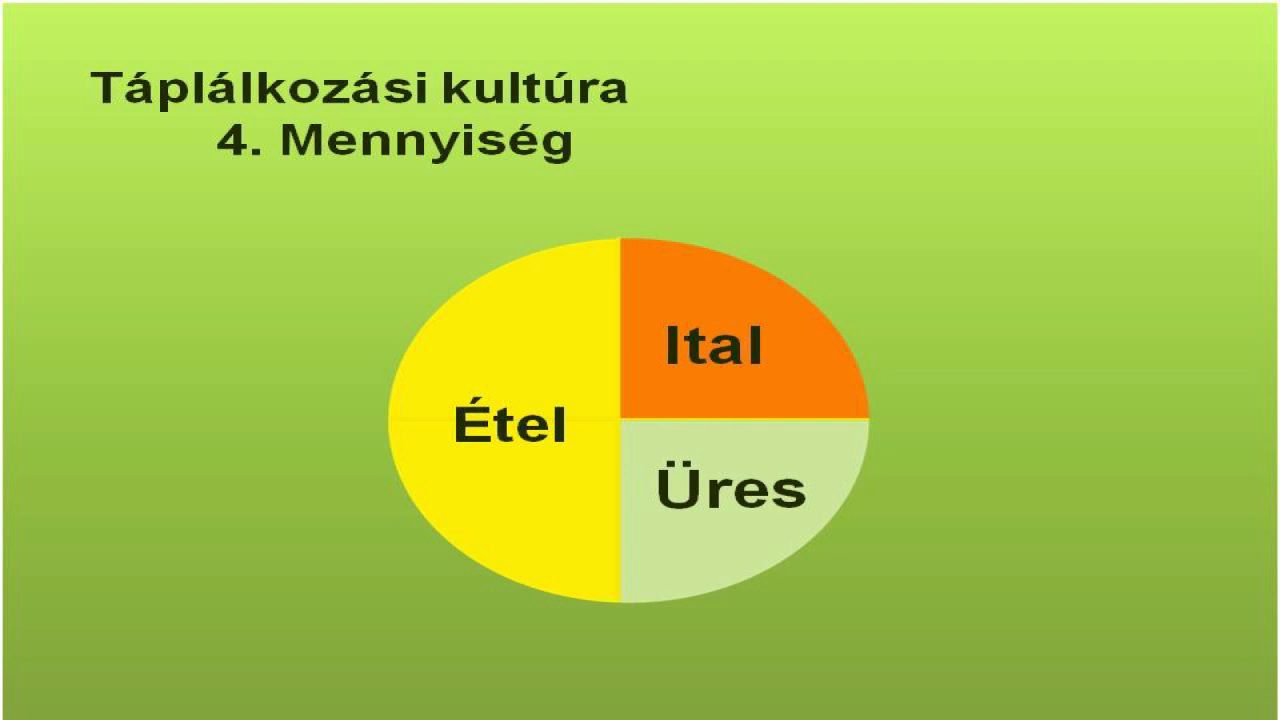 Táplálkozási kultúra
4. Mennyiség
Ital
Étel
Üres